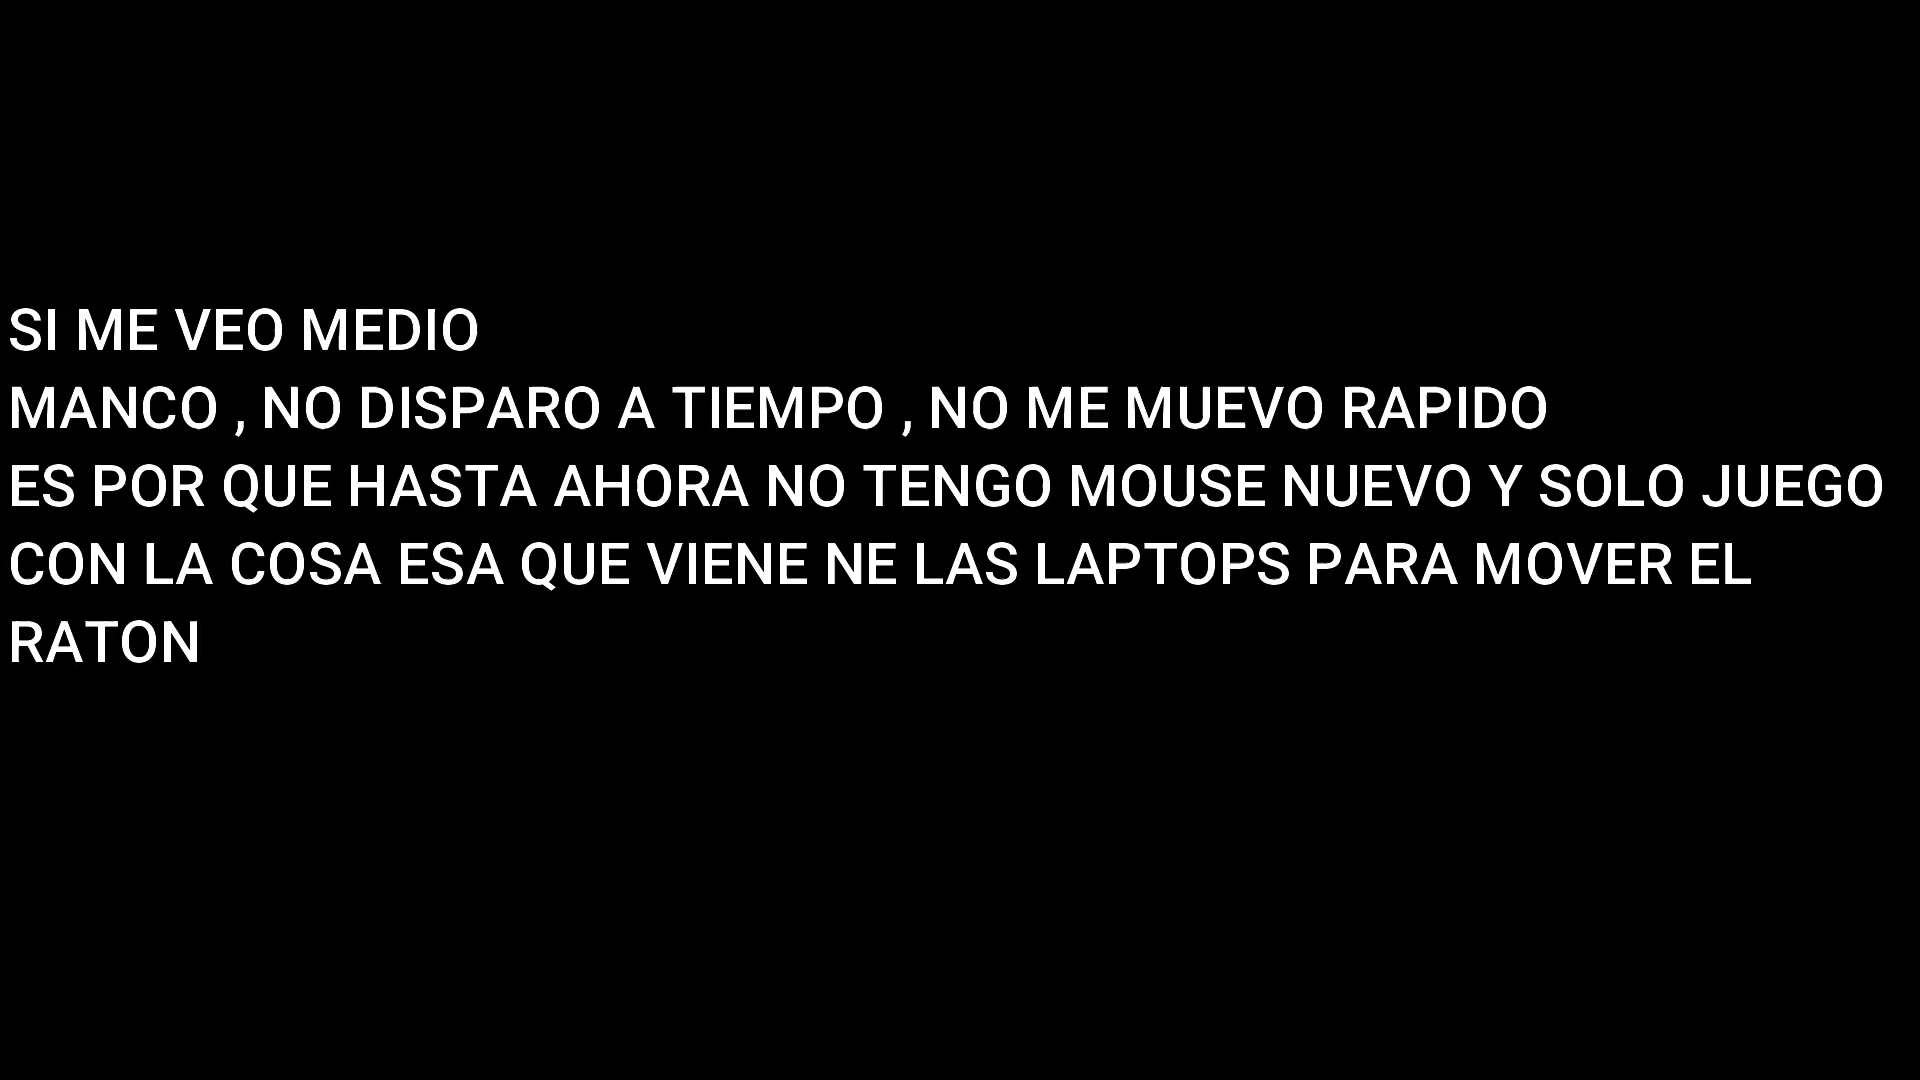 SI ME VEO MEDIO
MANCO , NO DISPARO A TIEMPO , NO ME MUEVO RAPIDO
ES POR QUE HASTA AHORA NO TENGO MOUSE NUEVO Y SOLO JUEGO
CON LA COSA ESA QUE VIENE NE LAS LAPTOPS PARA MOVER EL
RATON